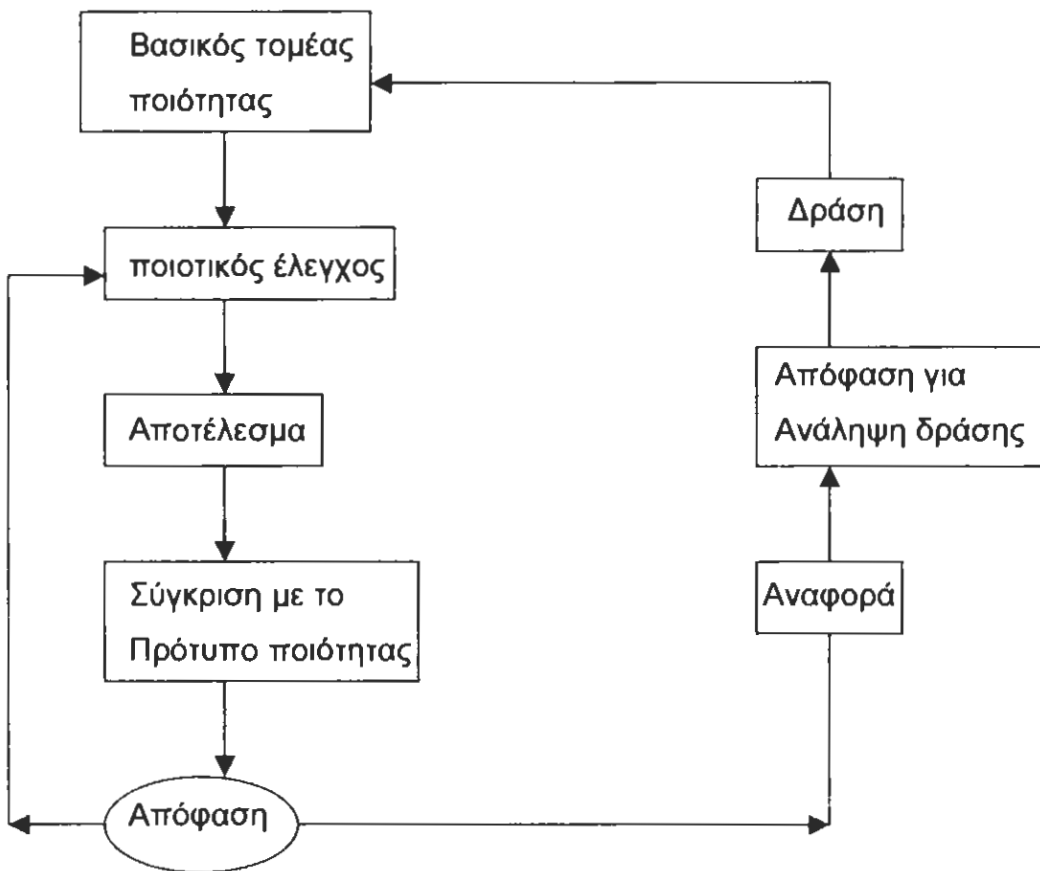 Βασικός τομέας
ποιότητας
Δράση
ποιοτικός έλεγχος
Απόφαση για
Ανάληψη δράσης
Αποτέλεσμα
Σύγκριση με το
Πρότυπο ποιότητας
Αναφορά
Απόφαση